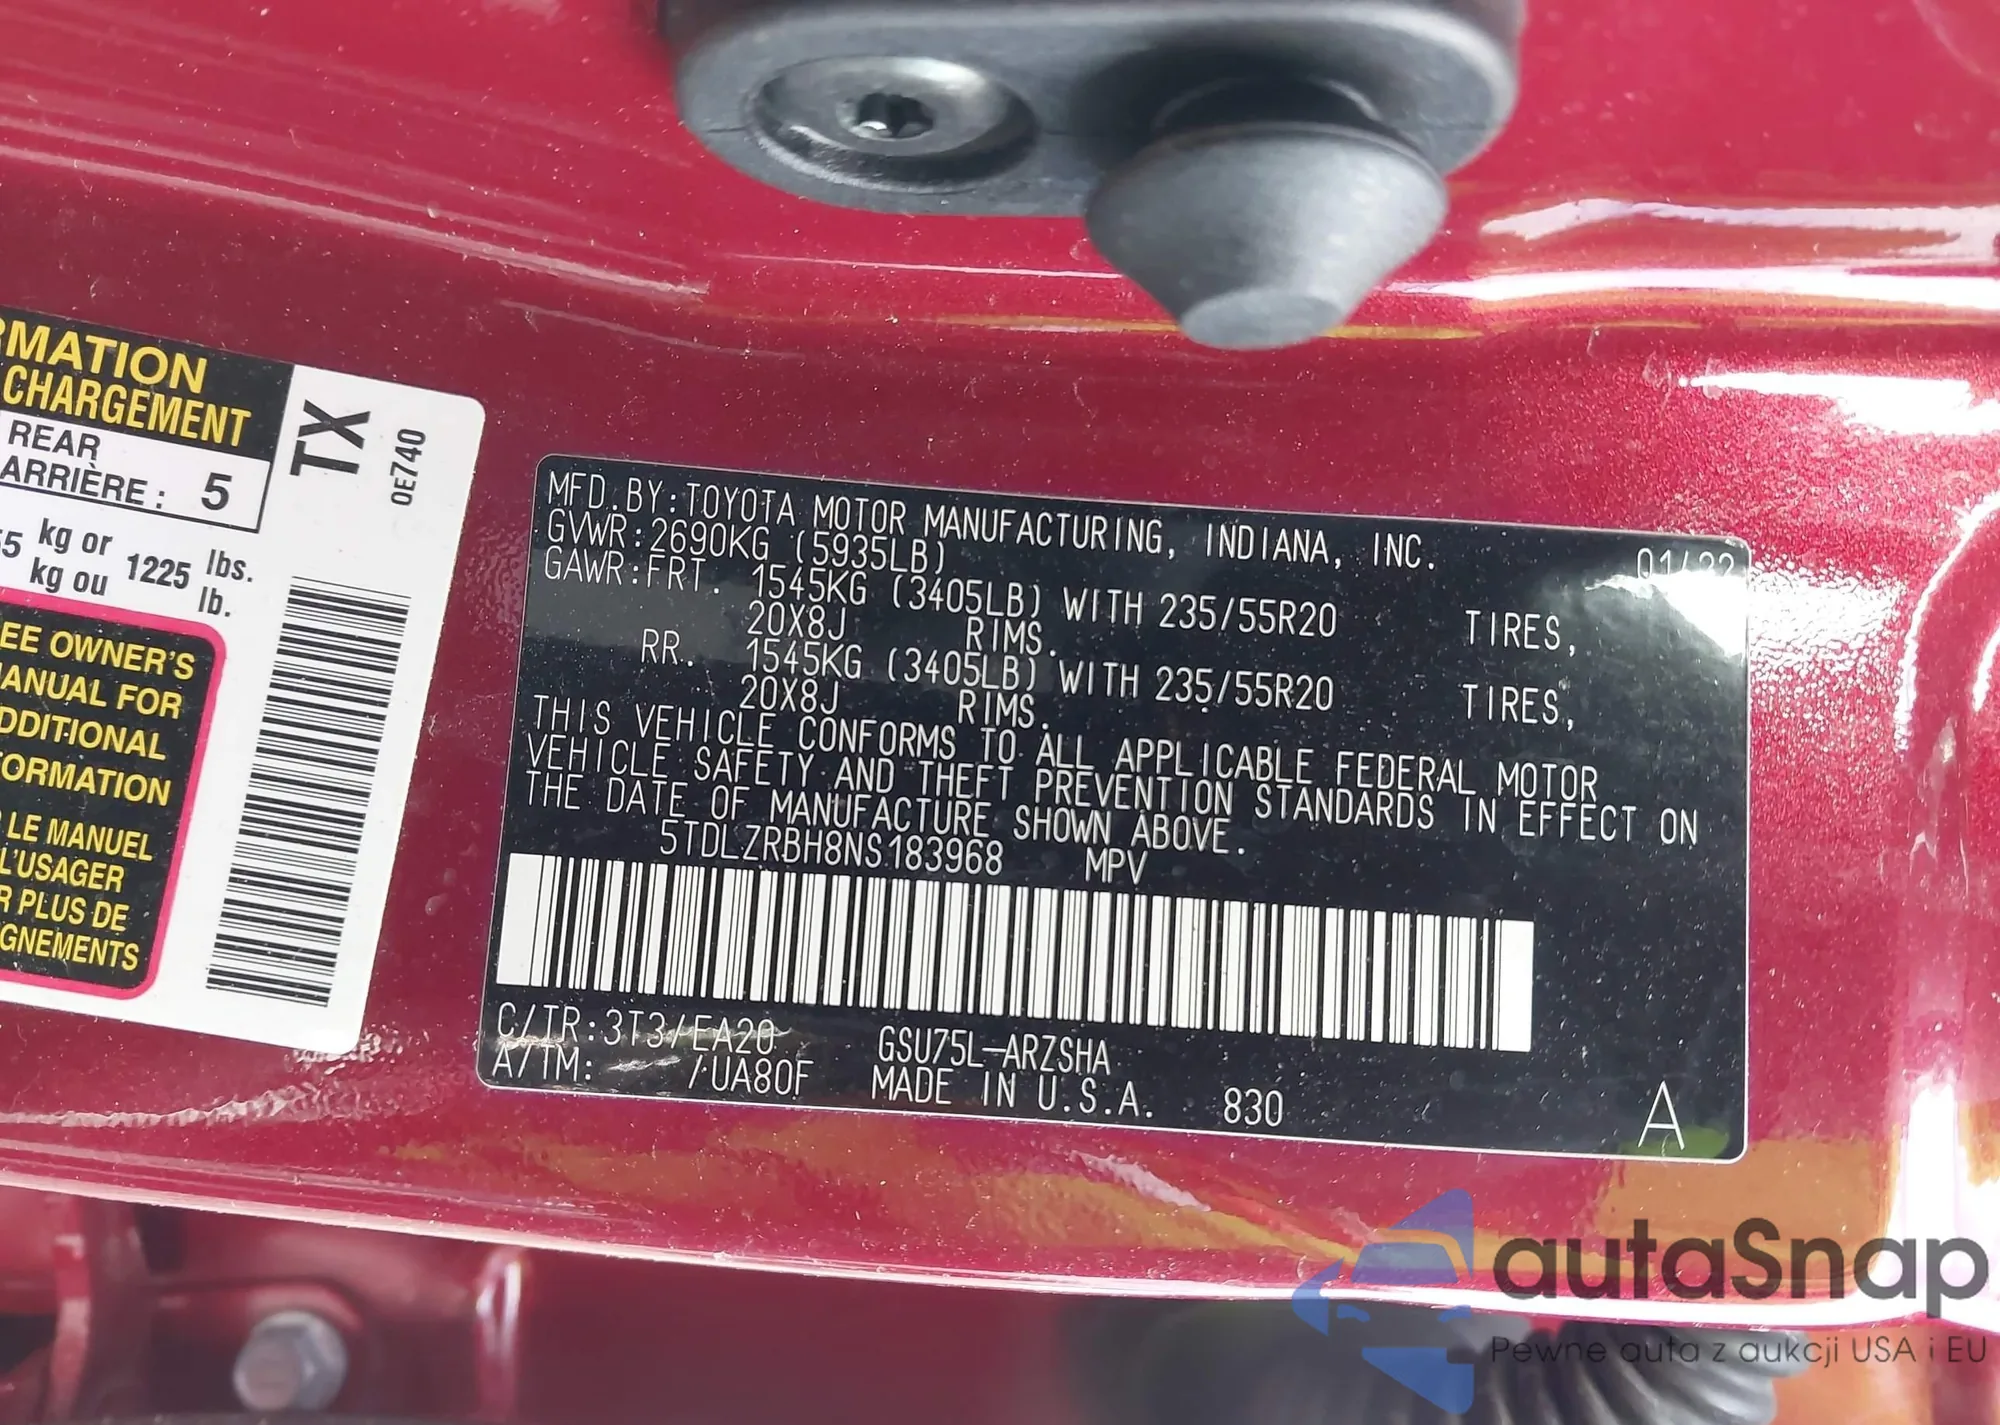 RMATION
CHARGEMENT
REAR
ARRIÈRE : 5
kg or 1225 lbs.
kg ou lb.
TX
0E740
EE OWNER'S
ANUAL FOR
DDITIONAL
ORMATION
LE MANUEL
L'USAGER
R PLUS DE
GNEMENTS
MFD.BY:TOYOTA MOTOR MANUFACTURING, INDIANA, INC. 01/22
GVWR:2690KG (5935LB)
GAWR:FRT. 1545KG (3405LB) WITH 235/55R20 TIRES,
20X8J RIMS.
RR. 1545KG (3405LB) WITH 235/55R20 TIRES,
20X8J RIMS.
THIS VEHICLE CONFORMS TO ALL APPLICABLE FEDERAL MOTOR
VEHICLE SAFETY AND THEFT PREVENTION STANDARDS IN EFFECT ON
THE DATE OF MANUFACTURE SHOWN ABOVE.
5TDLZRBH8NS183968 MPV
C/TR:3T3/EA20 GSU75L-ARZSHA
A/TM: /UA80F MADE IN U.S.A. 830
A
autaSnap
Pewne auta z aukcji USA i EU